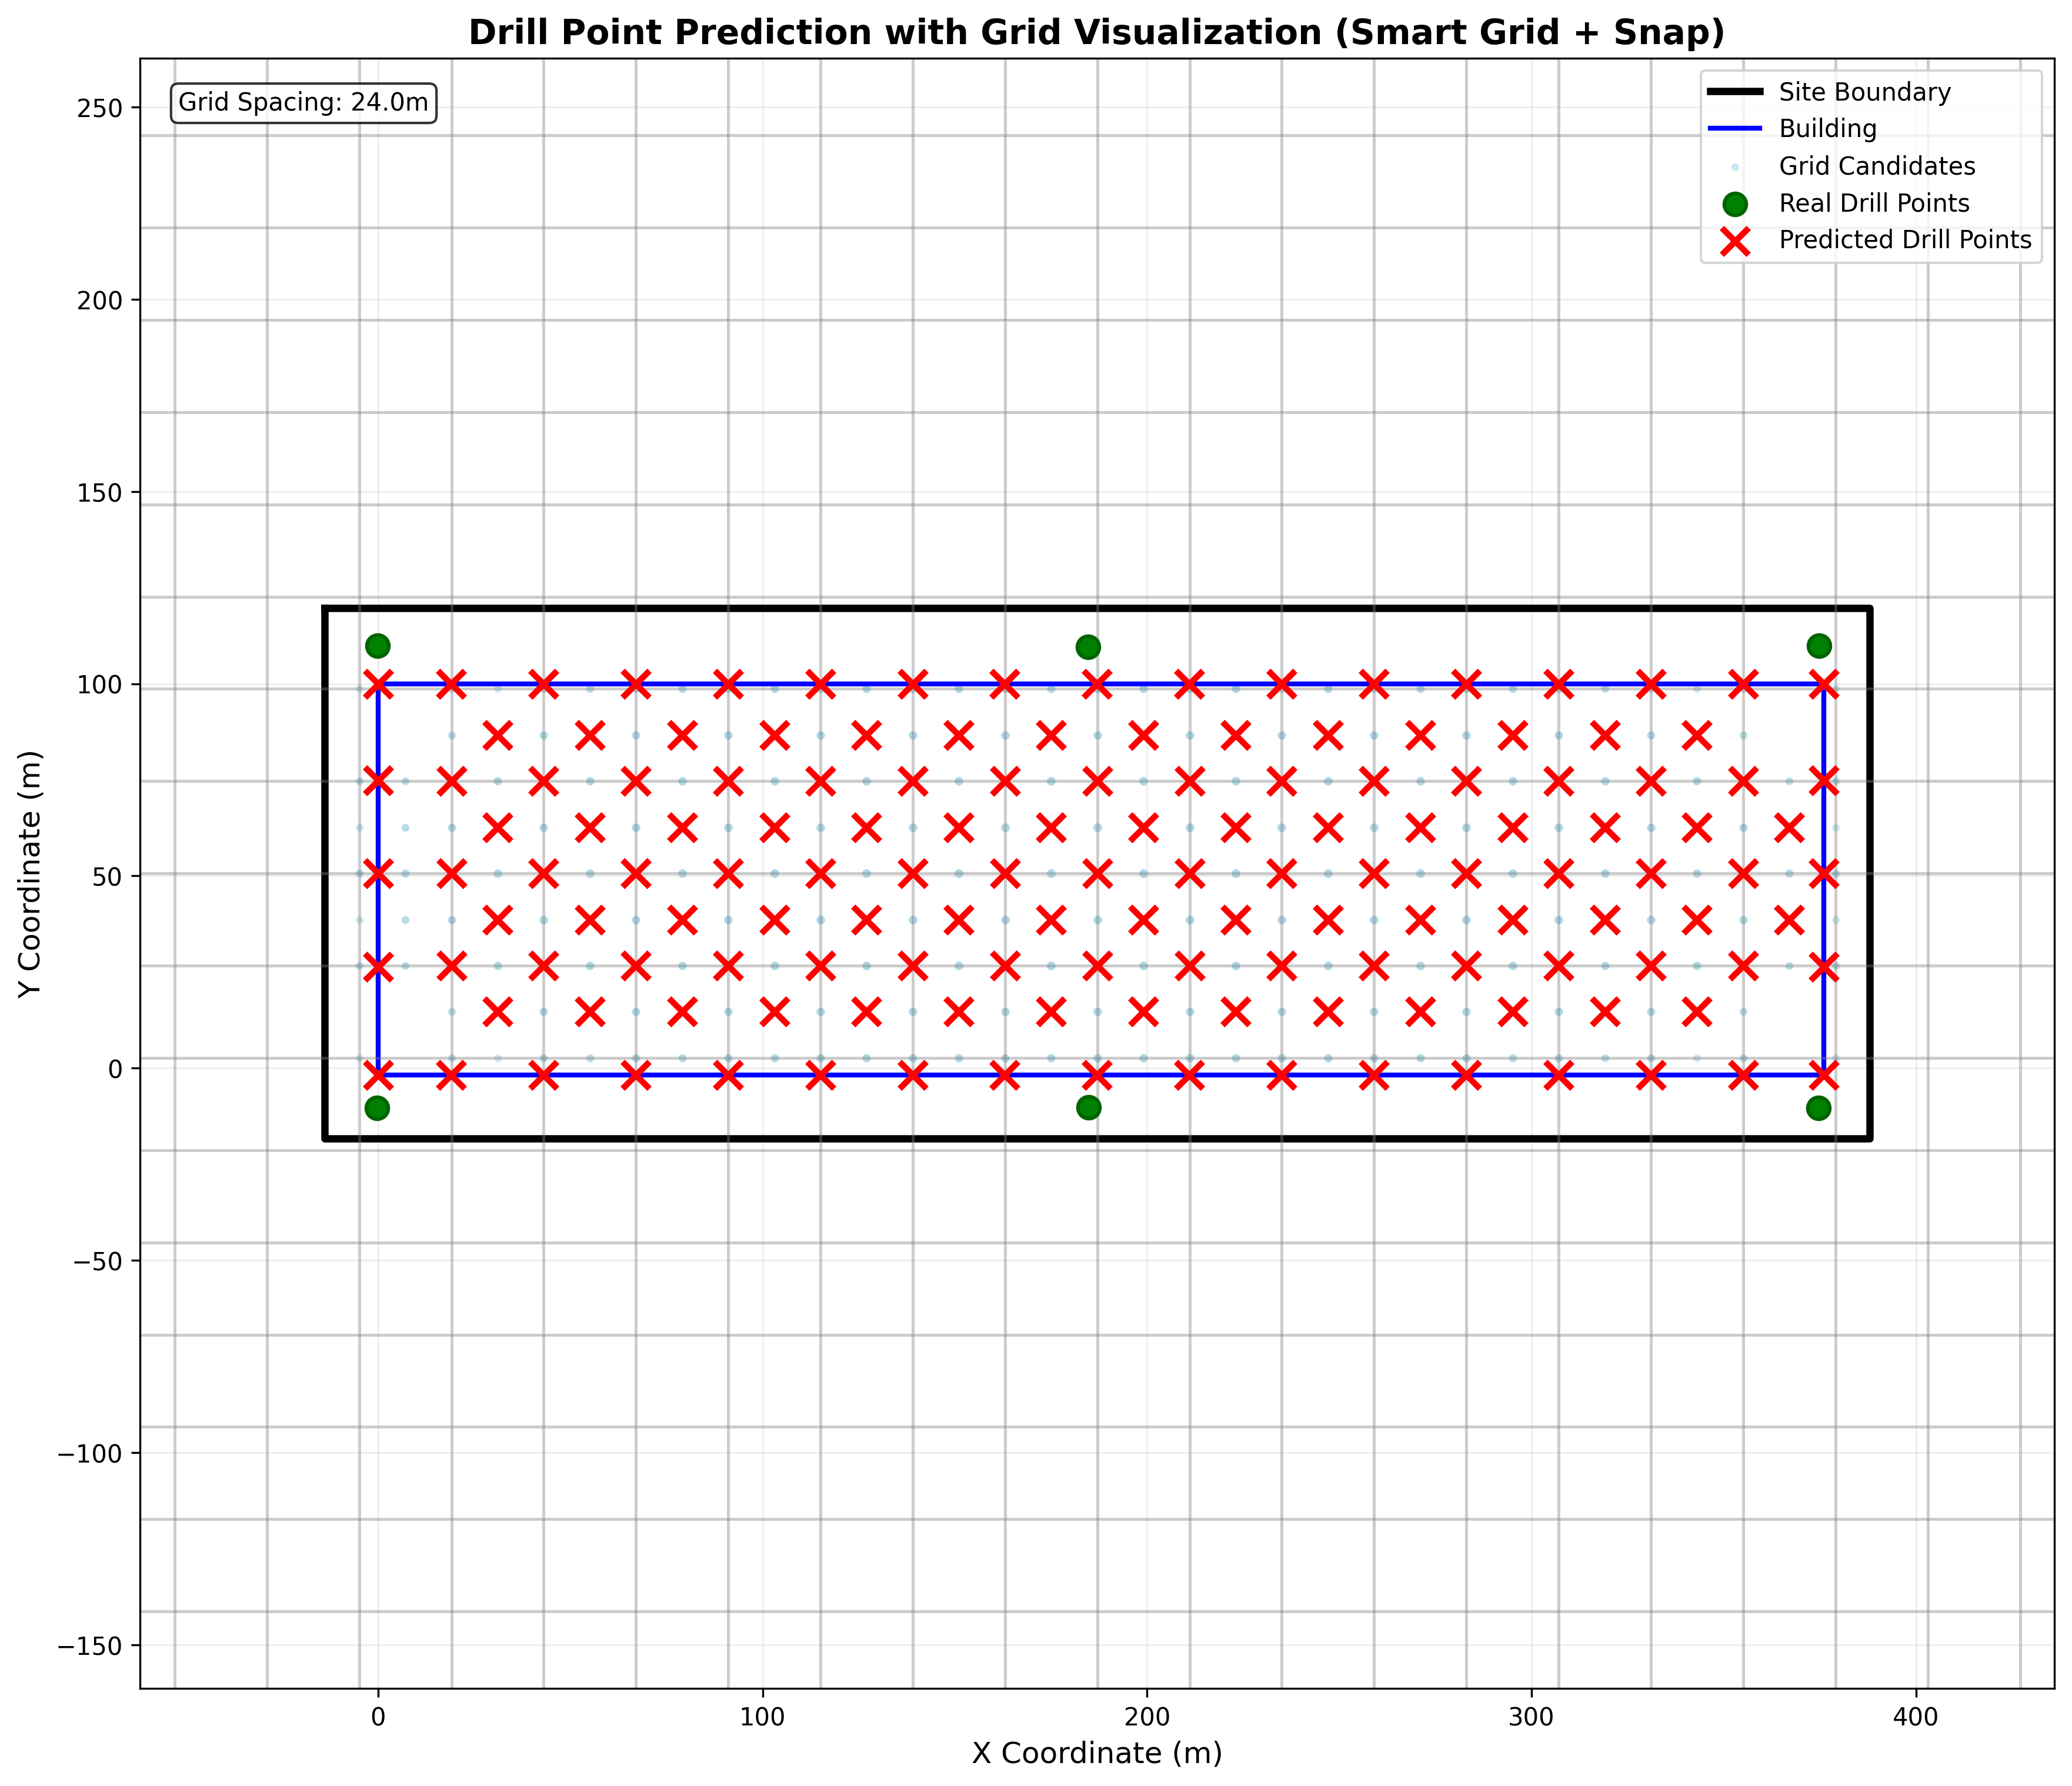 Drill Point Prediction with Grid Visualization (Smart Grid + Snap)
Grid Spacing: 24.0m
Site Boundary
Building
Grid Candidates
Real Drill Points
Predicted Drill Points
Y Coordinate (m)
250
200
150
100
50
0
−50
−100
−150
0
100
200
300
400
X Coordinate (m)